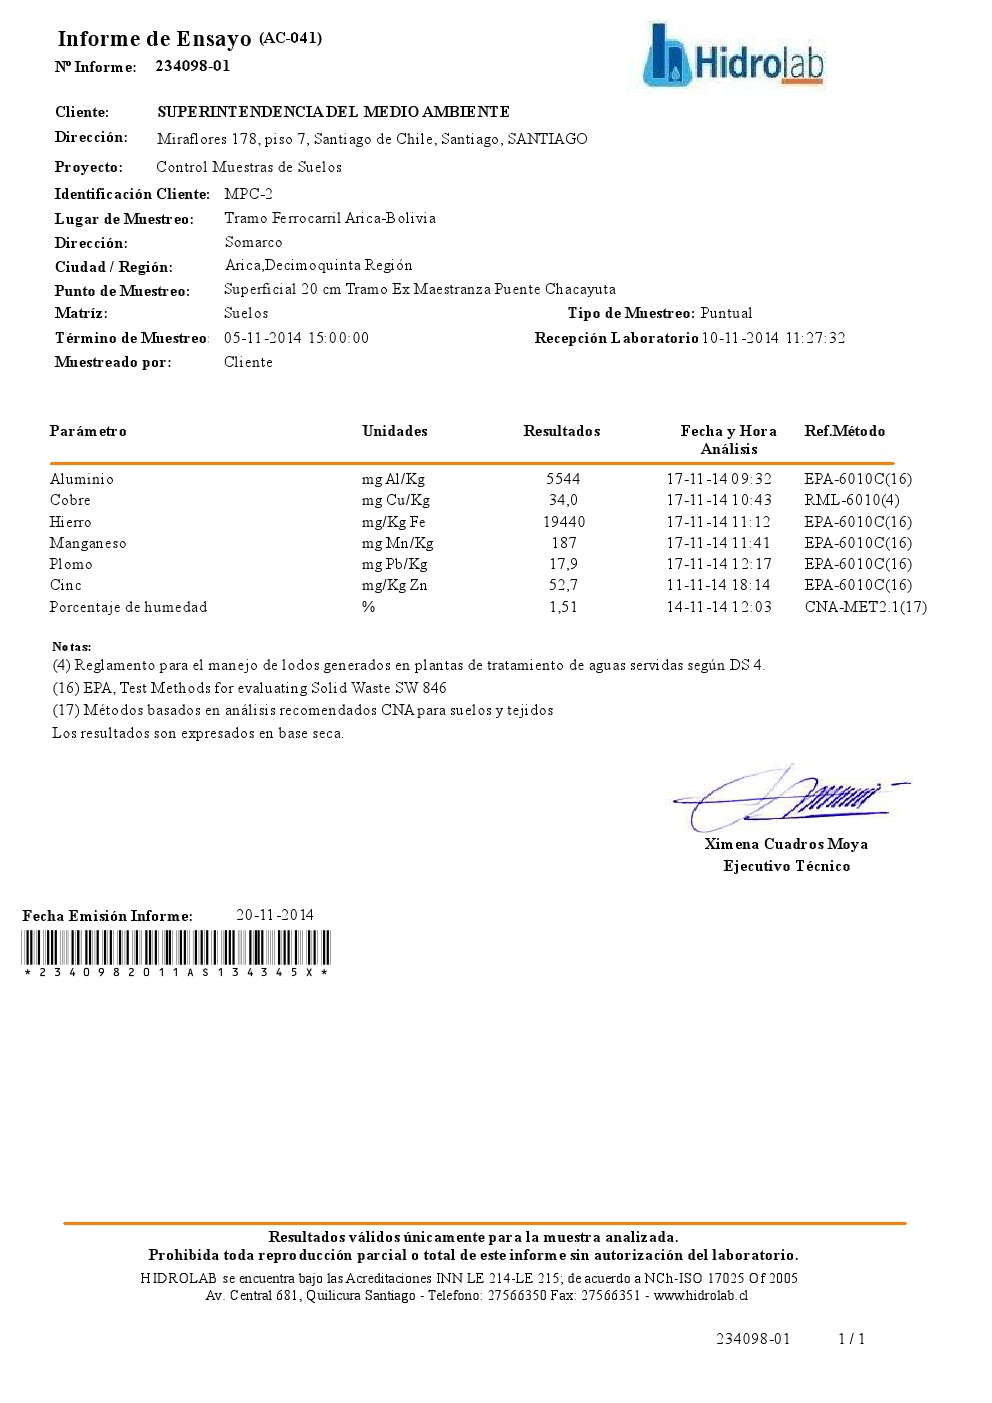 Informe de Ensayo (AC-041)
Hidrolab
Nº Informe: 234098-01
Cliente: SUPERINTENDENCIA DEL MEDIO AMBIENTE
Dirección: Miraflores 178, piso 7, Santiago de Chile, Santiago, SANTIAGO
Proyecto: Control Muestras de Suelos
Identificación Cliente: MPC-2
Lugar de Muestreo: Tramo Ferrocarril Arica-Bolivia
Dirección: Somarco
Ciudad / Región: Arica,Decimoquinta Región
Punto de Muestreo: Superficial 20 cm Tramo Ex Maestranza Puente Chacayuta
Matríz: Suelos Tipo de Muestreo: Puntual
Término de Muestreo: 05-11-2014 15:00:00 Recepción Laboratorio 10-11-2014 11:27:32
Muestreado por: Cliente
Parámetro Unidades Resultados Fecha y Hora Ref.Método
Análisis
Aluminio mg Al/Kg 5544 17-11-14 09:32 EPA-6010C(16)
Cobre mg Cu/Kg 34,0 17-11-14 10:43 RML-6010(4)
Hierro mg/Kg Fe 19440 17-11-14 11:12 EPA-6010C(16)
Manganeso mg Mn/Kg 187 17-11-14 11:41 EPA-6010C(16)
Plomo mg Pb/Kg 17,9 17-11-14 12:17 EPA-6010C(16)
Cinc mg/Kg Zn 52,7 11-11-14 18:14 EPA-6010C(16)
Porcentaje de humedad % 1,51 14-11-14 12:03 CNA-MET2.1(17)
Notas:
(4) Reglamento para el manejo de lodos generados en plantas de tratamiento de aguas servidas según DS 4.
(16) EPA, Test Methods for evaluating Solid Waste SW 846
(17) Métodos basados en análisis recomendados CNA para suelos y tejidos
Los resultados son expresados en base seca.
Ximena Cuadros Moya
Ejecutivo Técnico
Fecha Emisión Informe: 20-11-2014
*2340982011AS134345X*
Resultados válidos únicamente para la muestra analizada.
Prohibida toda reproducción parcial o total de este informe sin autorización del laboratorio.
HIDROLAB se encuentra bajo las Acreditaciones INN LE 214-LE 215; de acuerdo a NCh-ISO 17025 Of 2005
Av. Central 681, Quilicura Santiago - Telefono: 27566350 Fax: 27566351 - www.hidrolab.cl
234098-01 1 / 1